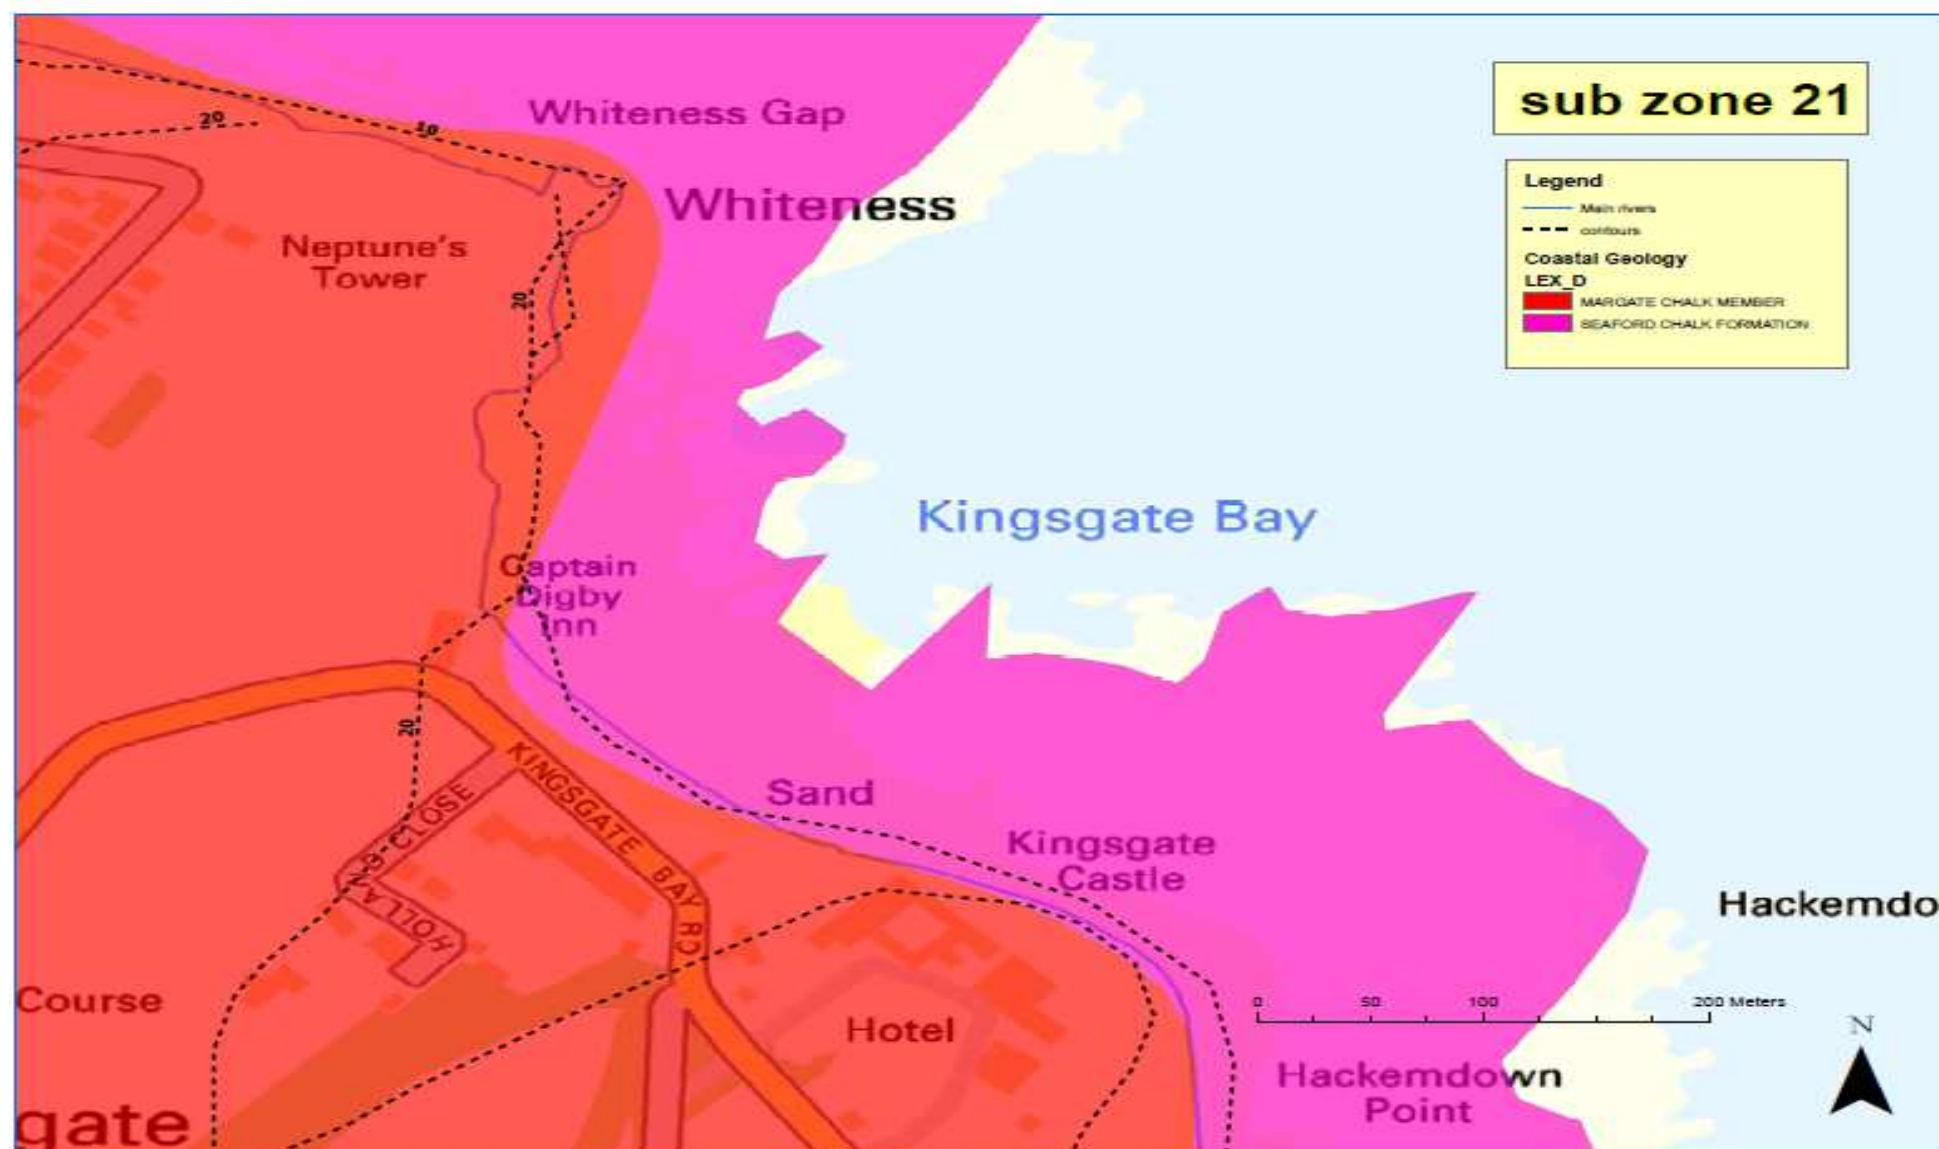 sub zone 21
Legend
Main rivers
contours
Coastal Geology
LEX_D
MARGATE CHALK MEMBER
SEAFORD CHALK FORMATION
Whiteness Gap
20
10
Whiteness
Neptune's
Tower
20
Kingsgate Bay
Captain
Digby
Inn
20
KINGSGATE BAY RD
HOLLAND CLOSE
Sand
Kingsgate
Castle
Hackemdo
Course
0 50 100 200 Meters
N
Hotel
Hackemdown
Point
gate